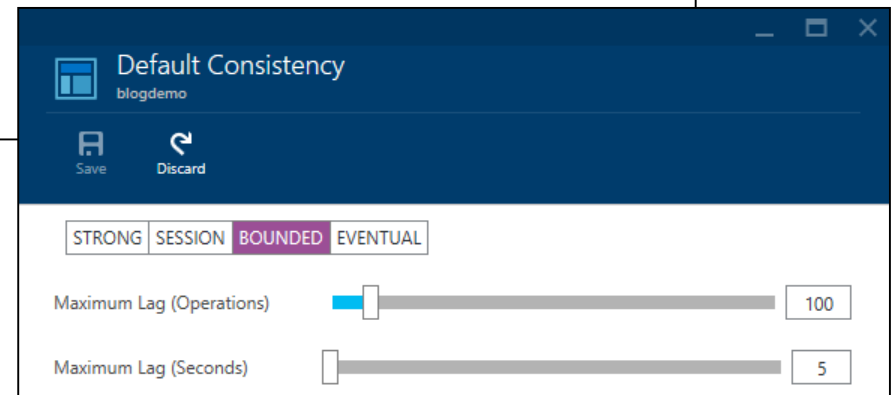 Default Consistency
blogdemo
Save Discard
STRONG SESSION BOUNDED EVENTUAL
Maximum Lag (Operations) 100
Maximum Lag (Seconds) 5